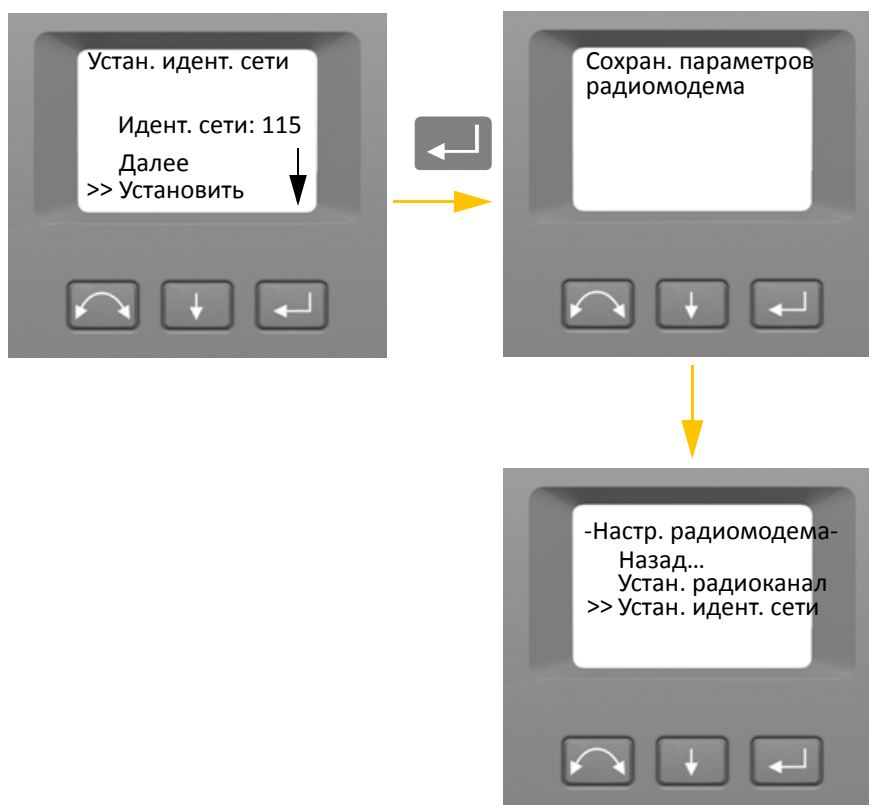 Устан. идент. сети
Идент. сети: 115
Далее
>> Установить
Сохран. параметров
радиомодема
-Настр. радиомодема-
Назад...
Устан. радиоканал
>> Устан. идент. сети